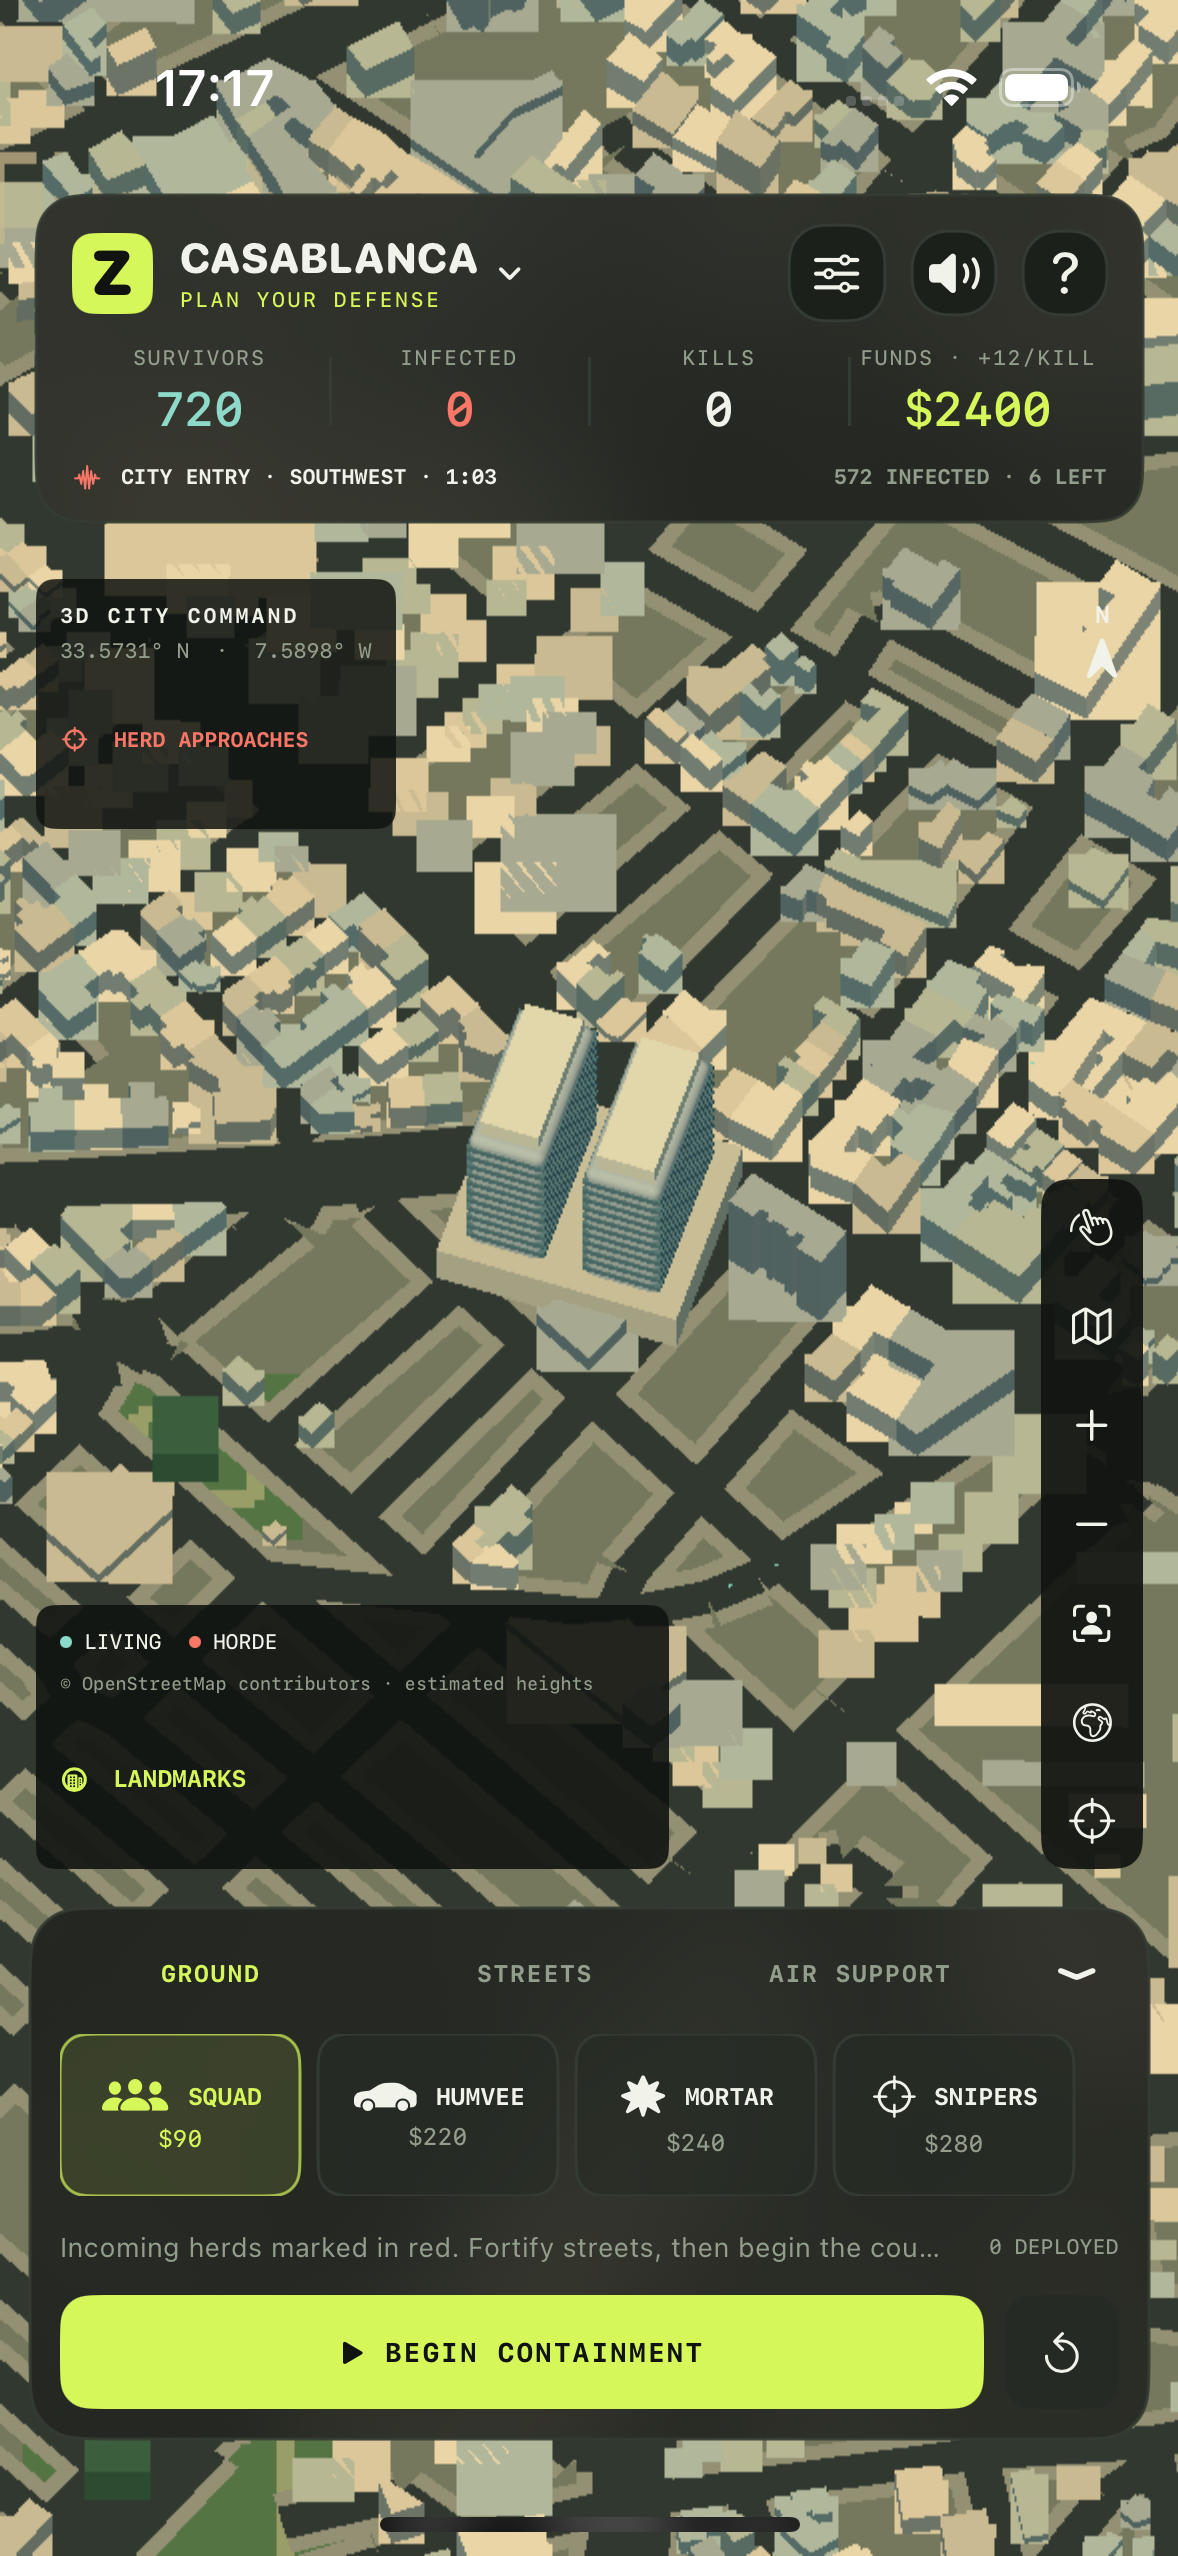 17:17
Z
CASABLANCA
PLAN YOUR DEFENSE
SURVIVORS INFECTED KILLS FUNDS · +12/KILL
720 0 0 $2400
CITY ENTRY · SOUTHWEST · 1:03 572 INFECTED · 6 LEFT
3D CITY COMMAND
33.5731° N · 7.5898° W
HERD APPROACHES
N
LIVING HORDE
© OpenStreetMap contributors · estimated heights
LANDMARKS
GROUND STREETS AIR SUPPORT
SQUAD HUMVEE MORTAR SNIPERS
$90 $220 $240 $280
Incoming herds marked in red. Fortify streets, then begin the cou... 0 DEPLOYED
BEGIN CONTAINMENT